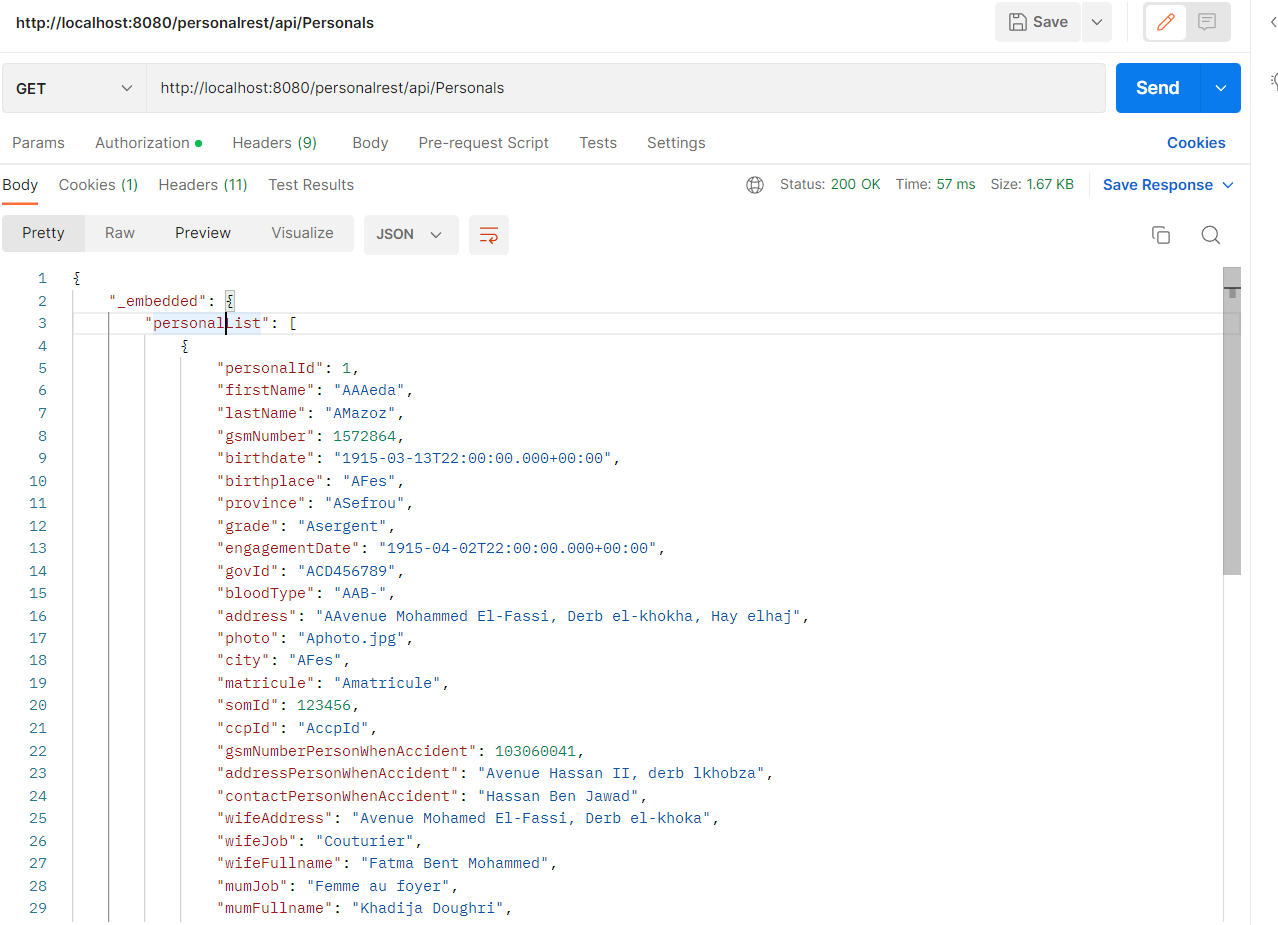 http://localhost:8080/personalrest/api/Personals
Save
GET
http://localhost:8080/personalrest/api/Personals
Send
Params Authorization Headers (9) Body Pre-request Script Tests Settings Cookies
Body Cookies (1) Headers (11) Test Results Status: 200 OK Time: 57 ms Size: 1.67 KB Save Response
Pretty Raw Preview Visualize JSON
1 {
2 "_embedded": {
3 "personalList": [
4 {
5 "personalId": 1,
6 "firstName": "AAAeda",
7 "lastName": "AMazoz",
8 "gsmNumber": 1572864,
9 "birthdate": "1915-03-13T22:00:00.000+00:00",
10 "birthplace": "AFes",
11 "province": "ASefrou",
12 "grade": "Asergent",
13 "engagementDate": "1915-04-02T22:00:00.000+00:00",
14 "govId": "ACD456789",
15 "bloodType": "AAB-",
16 "address": "AAvenue Mohammed El-Fassi, Derb el-khokha, Hay elhaj",
17 "photo": "Aphoto.jpg",
18 "city": "AFes",
19 "matricule": "Amatricule",
20 "somId": 123456,
21 "ccpId": "AccpId",
22 "gsmNumberPersonWhenAccident": 103060041,
23 "addressPersonWhenAccident": "Avenue Hassan II, derb lkhobza",
24 "contactPersonWhenAccident": "Hassan Ben Jawad",
25 "wifeAddress": "Avenue Mohamed El-Fassi, Derb el-khoka",
26 "wifeJob": "Couturier",
27 "wifeFullname": "Fatma Bent Mohammed",
28 "mumJob": "Femme au foyer",
29 "mumFullname": "Khadija Doughri",